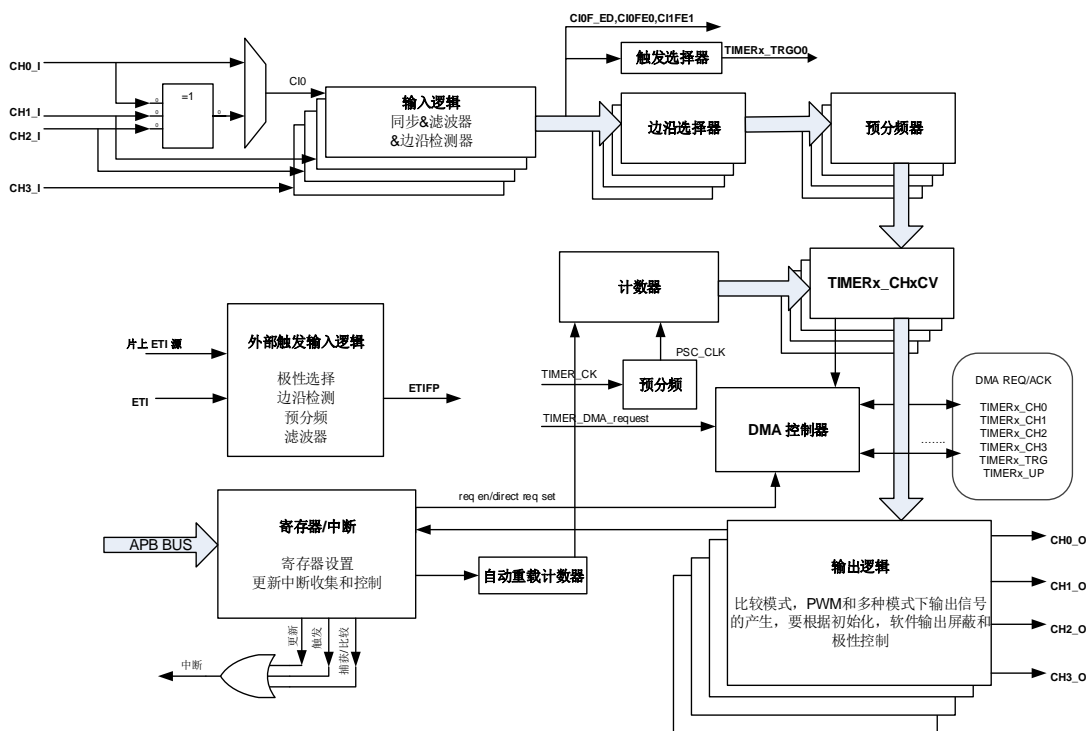 CI0F_ED,CI0FE0,CI1FE1
触发选择器
TIMERx_TRGO0
CH0_I
CH1_I
CH2_I
CH3_I
=1
0
0
0
0
CI0
输入逻辑
同步&滤波器
&边沿检测器
边沿选择器
预分频器
计数器
TIMERx_CHxCV
片上 ETI 源
ETI
外部触发输入逻辑
极性选择
边沿检测
预分频
滤波器
ETIFP
TIMER_CK
PSC_CLK
预分频
TIMER_DMA_request
DMA 控制器
DMA REQ/ACK
TIMERx_CH0
TIMERx_CH1
TIMERx_CH2
TIMERx_CH3
TIMERx_TRG
TIMERx_UP
.......
req en/direct req set
APB BUS
寄存器/中断
寄存器设置
更新中断收集和控制
自动重载计数器
更新
触发
捕获/比较
中断
输出逻辑
比较模式，PWM和多种模式下输出信号
的产生，要根据初始化，软件输出屏蔽和
极性控制
CH0_O
CH1_O
CH2_O
CH3_O